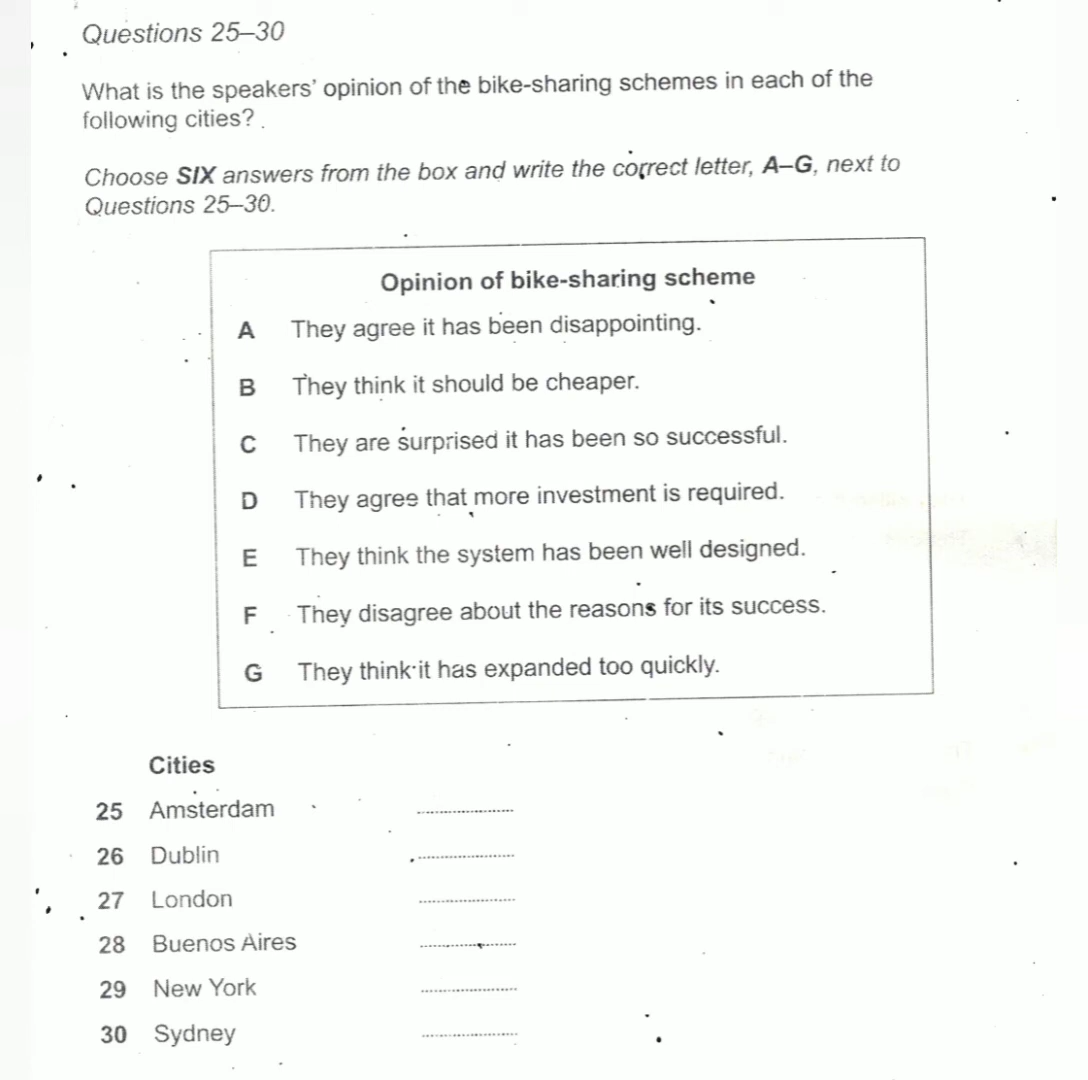 Questions 25–30
What is the speakers' opinion of the bike-sharing schemes in each of the
following cities?
Choose SIX answers from the box and write the correct letter, A–G, next to
Questions 25–30.
Opinion of bike-sharing scheme
A They agree it has been disappointing.
B They think it should be cheaper.
C They are surprised it has been so successful.
D They agree that more investment is required.
E They think the system has been well designed.
F They disagree about the reasons for its success.
G They think it has expanded too quickly.
Cities
25 Amsterdam ....................
26 Dublin ....................
27 London ....................
28 Buenos Aires ....................
29 New York ....................
30 Sydney ....................